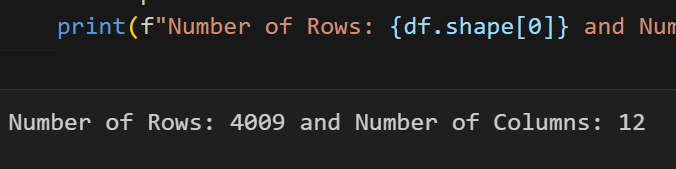 print(f"Number of Rows: {df.shape[0]} and Num
Number of Rows: 4009 and Number of Columns: 12